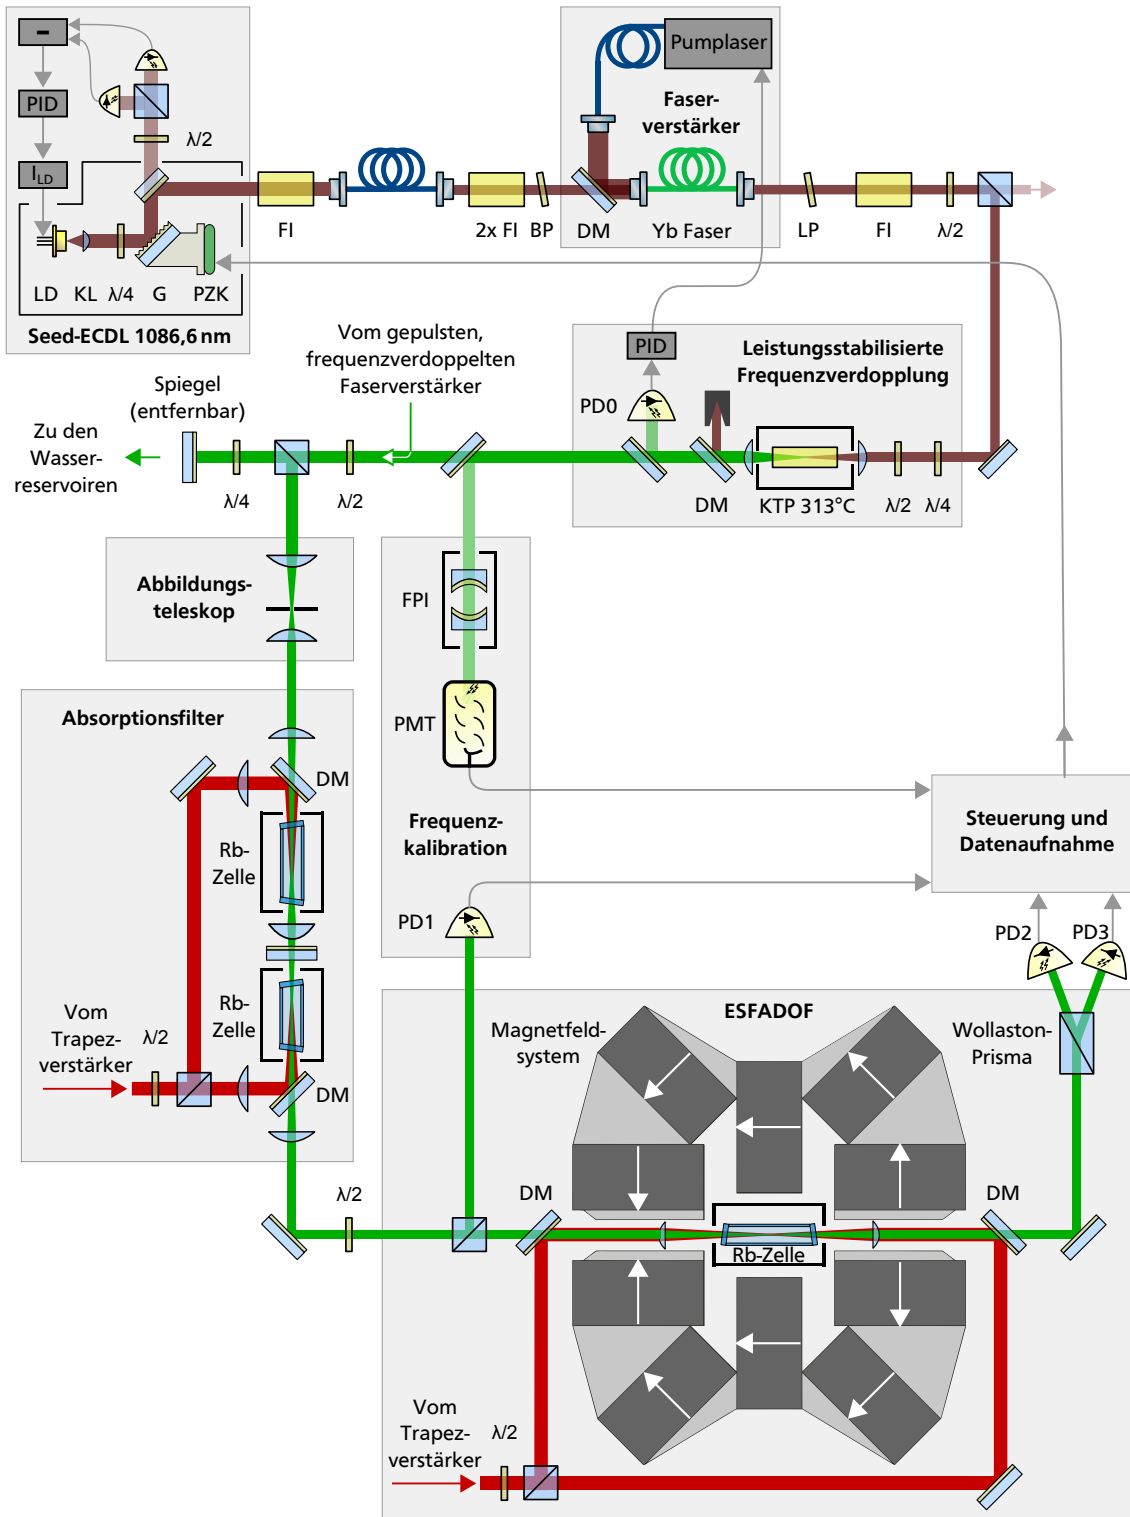 –
PID
I_LD
λ/2
LD
KL
λ/4
G
PZK
Seed-ECDL 1086,6 nm
FI
2x FI
BP
Pumplaser
Faser-
verstärker
DM
Yb Faser
LP
FI
λ/2
Vom gepulsten,
frequenzverdoppelten
Faserverstärker
PID
Leistungsstabilisierte
Frequenzverdopplung
PD0
DM
KTP 313°C
λ/2
λ/4
Spiegel
(entfernbar)
Zu den
Wasser-
reservoiren
λ/4
λ/2
Abbildungs-
teleskop
FPI
PMT
Frequenz-
kalibration
PD1
Absorptionsfilter
DM
Rb-
Zelle
Rb-
Zelle
Vom
Trapez-
verstärker
λ/2
DM
Steuerung und
Datenaufnahme
PD2
PD3
ESFADOF
Magnetfeld-
system
Wollaston-
Prisma
λ/2
DM
DM
Rb-Zelle
Vom
Trapez-
verstärker
λ/2